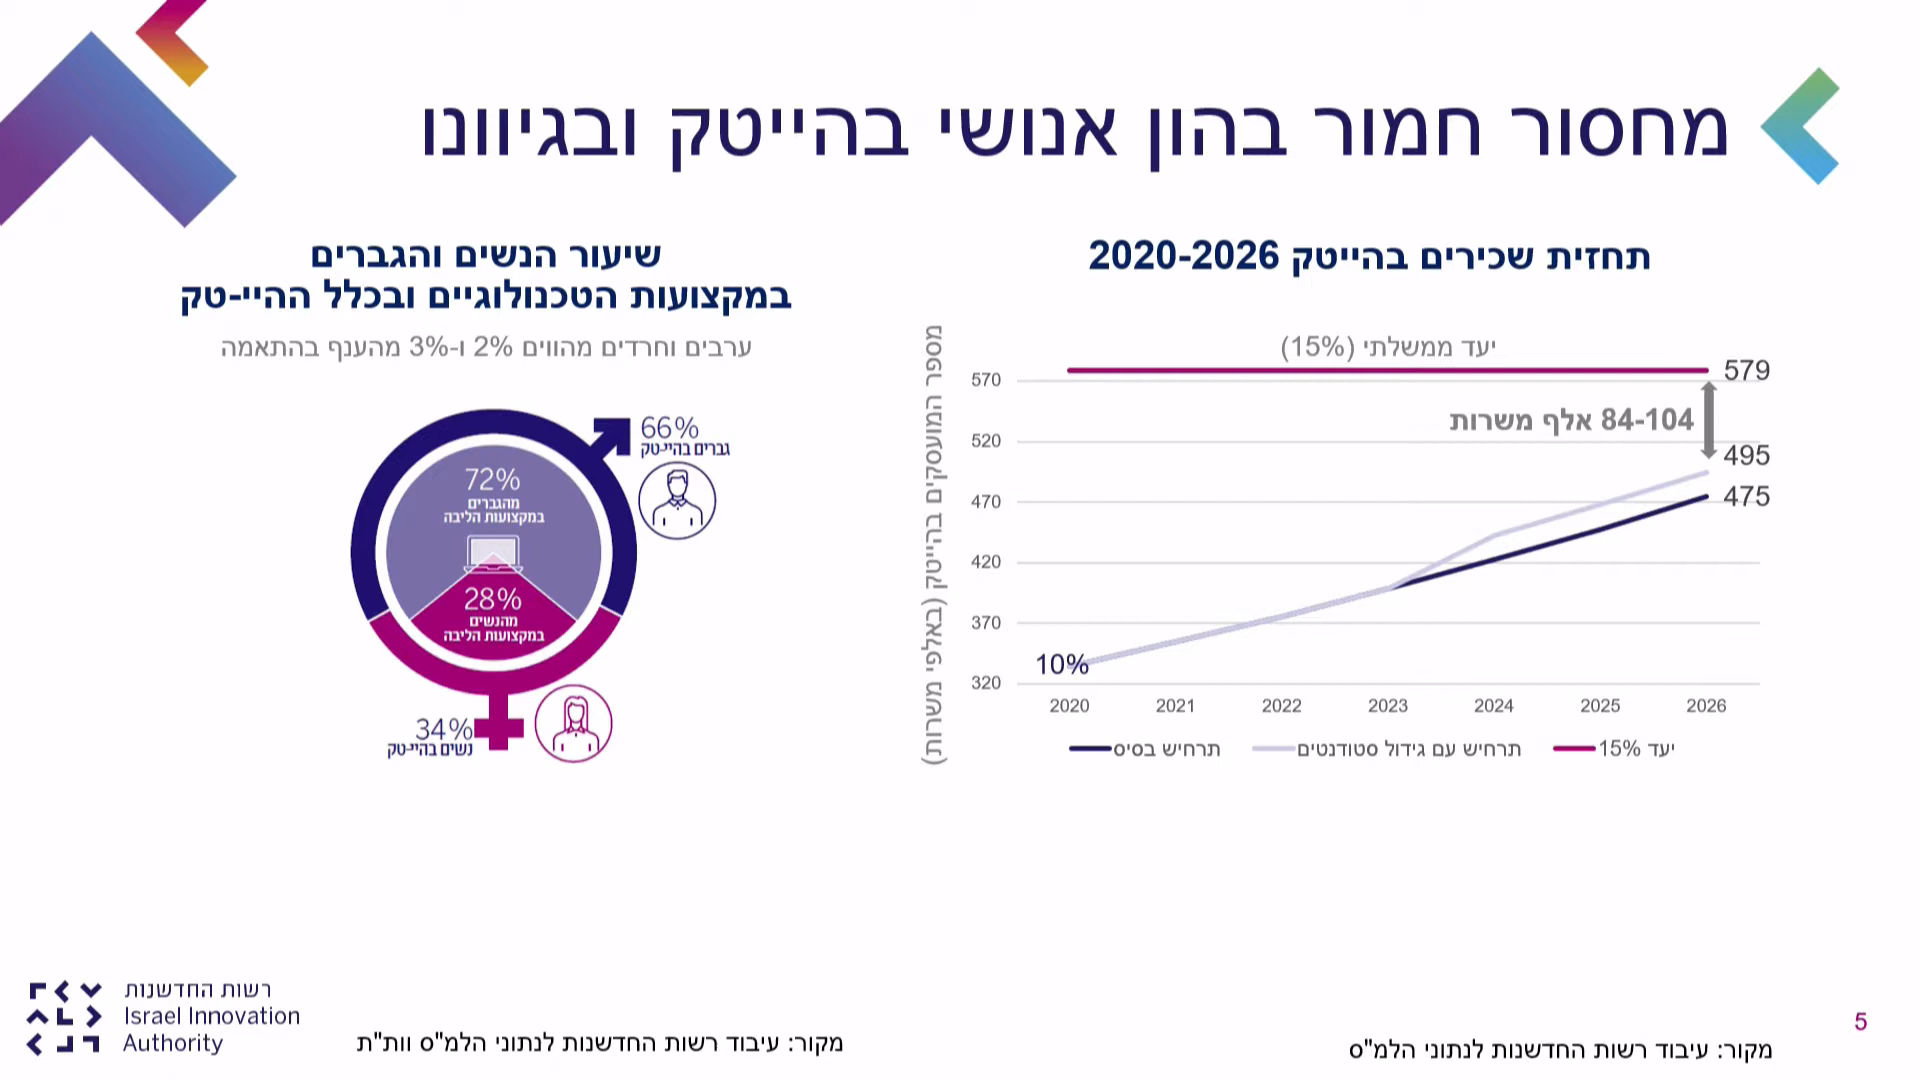 מחסור חמור בהון אנושי בהייטק ובגיוונו
תחזית שכירים בהייטק 2020-2026
מספר המועסקים בהייטק (באלפי משרות)
יעד ממשלתי (15%)
570
520
470
420
370
320
579
84-104 אלף משרות
495
475
10%
2020
2021
2022
2023
2024
2025
2026
תרחיש בסיס
תרחיש עם גידול סטודנטים
יעד 15%
שיעור הנשים והגברים
במקצועות הטכנולוגיים ובכלל ההיי-טק
ערבים וחרדים מהווים 2% ו-3% מהענף בהתאמה
66%
גברים בהיי-טק
72%
מהגברים
במקצועות הליבה
28%
מהנשים
במקצועות הליבה
34%
נשים בהיי-טק
מקור: עיבוד רשות החדשנות לנתוני הלמ"ס
מקור: עיבוד רשות החדשנות לנתוני הלמ"ס וות"ת
רשות החדשנות
Israel Innovation
Authority
5